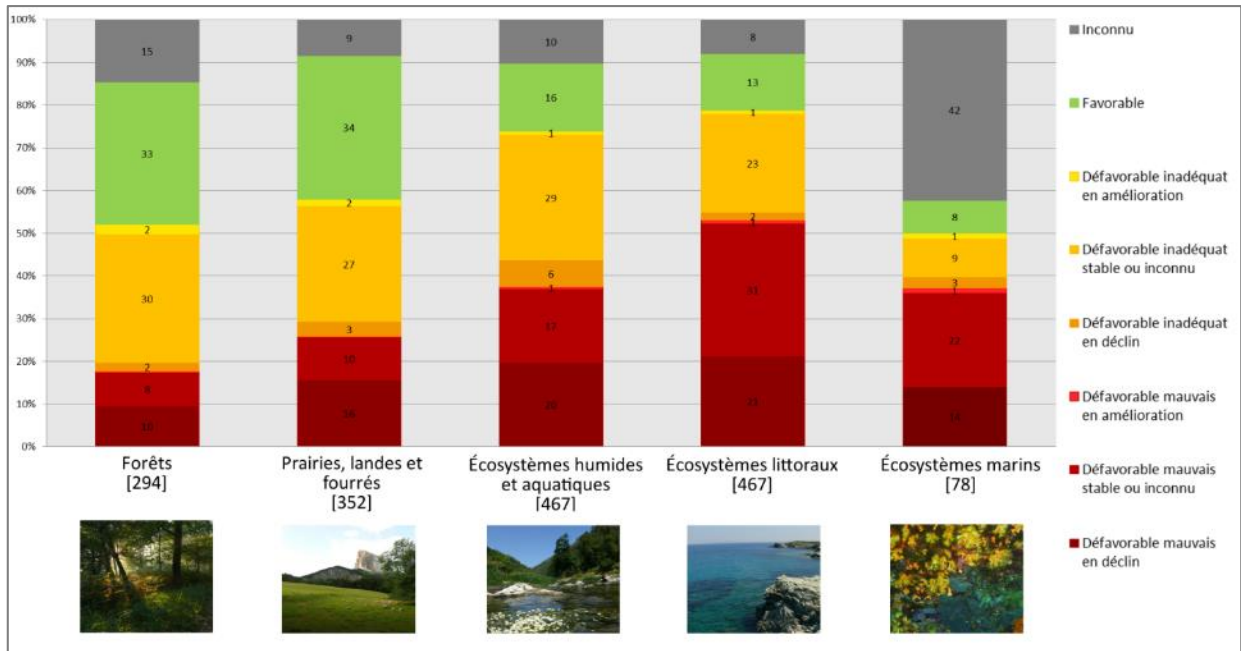 100%
90%
80%
70%
60%
50%
40%
30%
20%
10%
0%
15
33
2
30
2
8
10
9
34
2
27
3
10
16
10
16
1
29
6
1
17
20
8
13
1
23
2
1
31
21
42
8
1
9
3
1
22
14
Forêts
[294]
Prairies, landes et
fourrés
[352]
Écosystèmes humides
et aquatiques
[467]
Écosystèmes littoraux
[467]
Écosystèmes marins
[78]
Inconnu
Favorable
Défavorable inadéquat
en amélioration
Défavorable inadéquat
stable ou inconnu
Défavorable inadéquat
en déclin
Défavorable mauvais
en amélioration
Défavorable mauvais
stable ou inconnu
Défavorable mauvais
en déclin